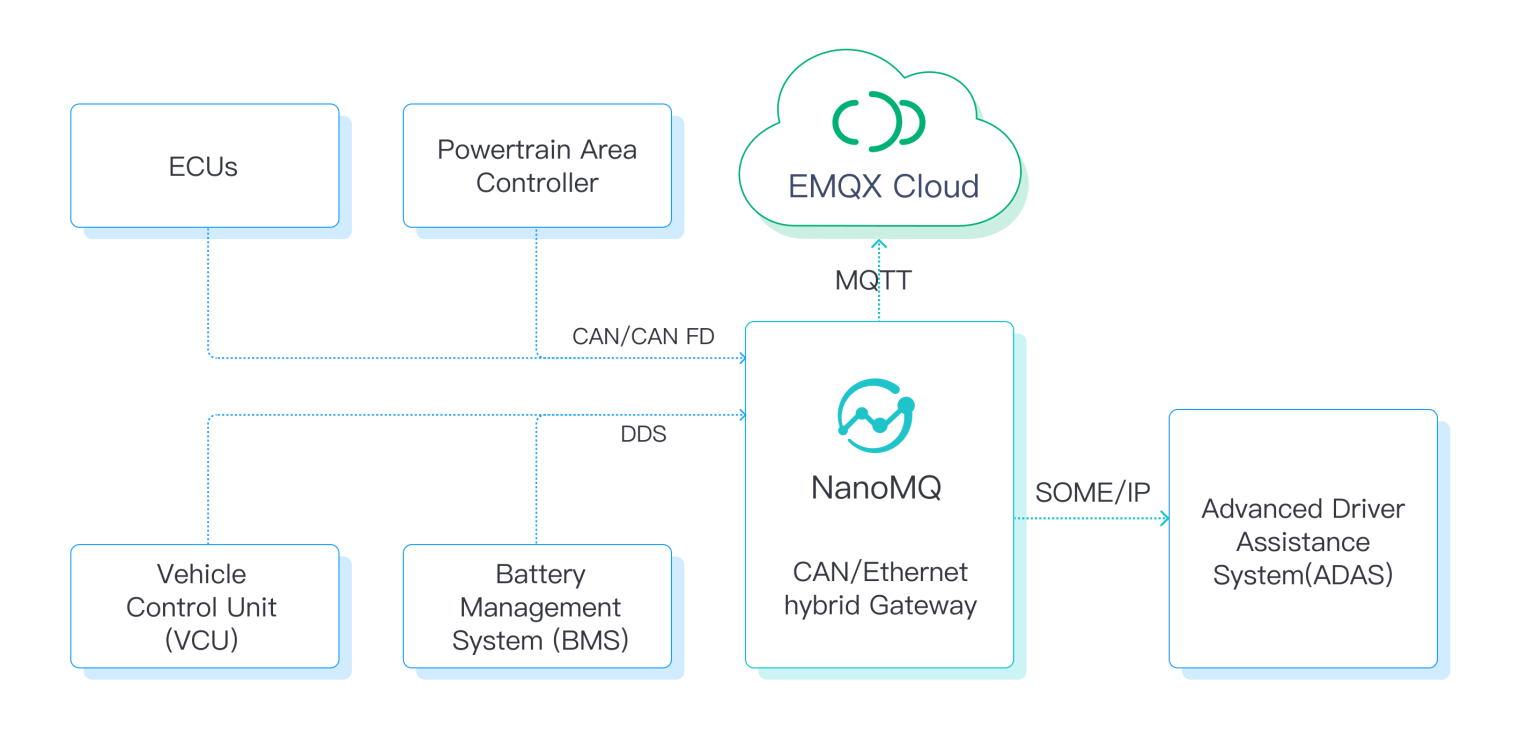 ECUs
Powertrain Area
Controller
EMQX Cloud
MQTT
CAN/CAN FD
DDS
NanoMQ
CAN/Ethernet
hybrid Gateway
SOME/IP
Advanced Driver
Assistance
System(ADAS)
Vehicle
Control Unit
(VCU)
Battery
Management
System (BMS)